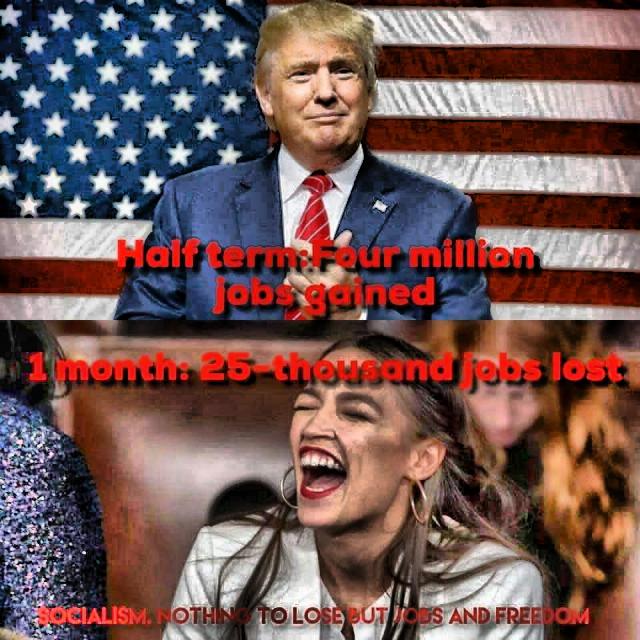 Half term:Four million
jobs gained
1 month: 25-thousand jobs lost
SOCIALISM. NOTHING TO LOSE BUT JOBS AND FREEDOM